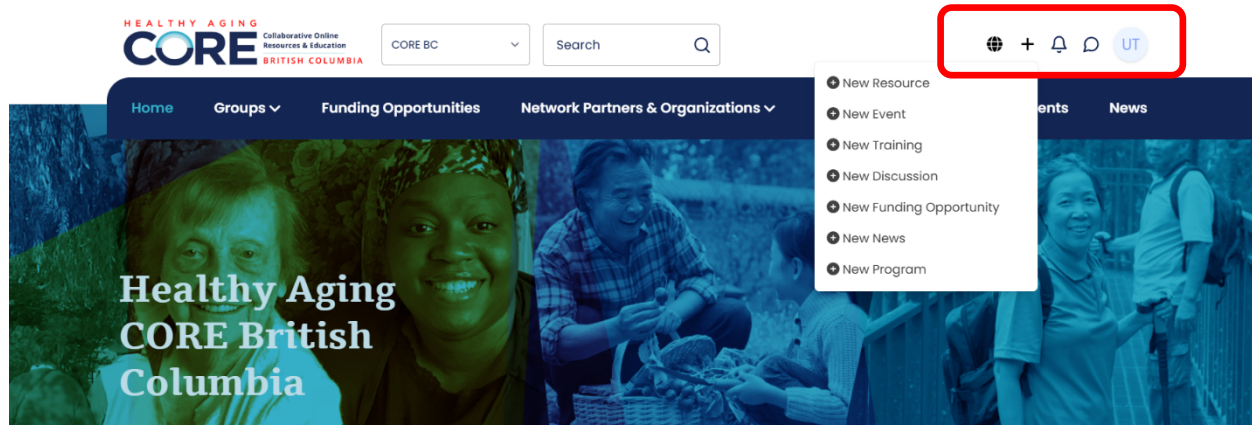 HEALTHY AGING
CORE
Collaborative Online
Resources & Education
BRITISH COLUMBIA
CORE BC
Search
UT
New Resource
New Event
New Training
New Discussion
New Funding Opportunity
New News
New Program
Home Groups Funding Opportunities Network Partners & Organizations ents News
Healthy Aging
CORE British
Columbia